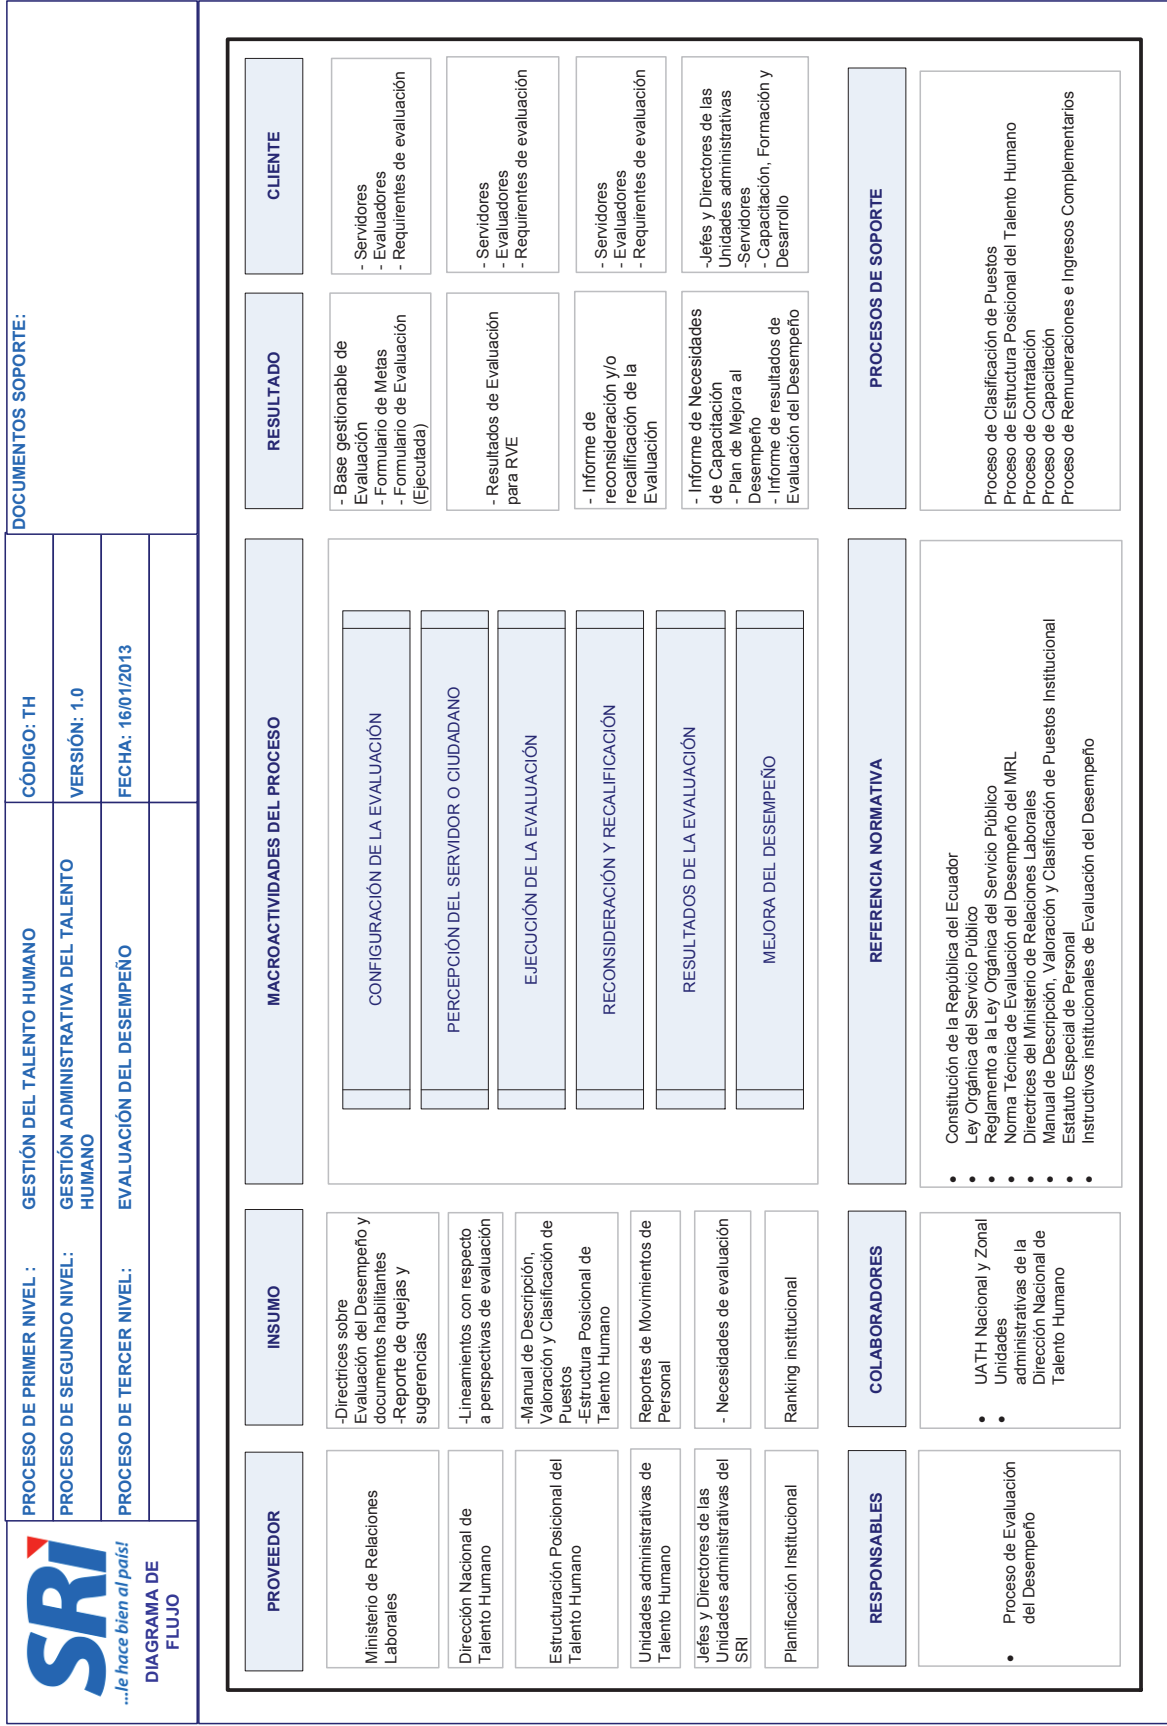 SRi
...le hace bien al país!
DIAGRAMA DE
FLUJO
PROCESO DE PRIMER NIVEL :
GESTIÓN DEL TALENTO HUMANO
CÓDIGO: TH
DOCUMENTOS SOPORTE:
PROCESO DE SEGUNDO NIVEL:
GESTIÓN ADMINISTRATIVA DEL TALENTO
HUMANO
VERSIÓN: 1.0
PROCESO DE TERCER NIVEL:
EVALUACIÓN DEL DESEMPEÑO
FECHA: 16/01/2013
PROVEEDOR
Ministerio de Relaciones
Laborales
Dirección Nacional de
Talento Humano
Estructuración Posicional del
Talento Humano
Unidades administrativas de
Talento Humano
Jefes y Directores de las
Unidades administrativas del
SRI
Planificación Institucional
INSUMO
-Directrices sobre
Evaluación del Desempeño y
documentos habilitantes
-Reporte de quejas y
sugerencias
-Lineamientos con respecto
a perspectivas de evaluación
-Manual de Descripción,
Valoración y Clasificación de
Puestos
-Estructura Posicional de
Talento Humano
Reportes de Movimientos de
Personal
- Necesidades de evaluación
Ranking institucional
MACROACTIVIDADES DEL PROCESO
CONFIGURACIÓN DE LA EVALUACIÓN
PERCEPCIÓN DEL SERVIDOR O CIUDADANO
EJECUCIÓN DE LA EVALUACIÓN
RECONSIDERACIÓN Y RECALIFICACIÓN
RESULTADOS DE LA EVALUACIÓN
MEJORA DEL DESEMPEÑO
RESULTADO
- Base gestionable de
Evaluación
- Formulario de Metas
- Formulario de Evaluación
(Ejecutada)
- Resultados de Evaluación
para RVE
- Informe de
reconsideración y/o
recalificación de la
Evaluación
- Informe de Necesidades
de Capacitación
- Plan de Mejora al
Desempeño
- Informe de resultados de
Evaluación del Desempeño
CLIENTE
- Servidores
- Evaluadores
- Requirentes de evaluación
- Servidores
- Evaluadores
- Requirentes de evaluación
- Servidores
- Evaluadores
- Requirentes de evaluación
-Jefes y Directores de las
Unidades administrativas
-Servidores
- Capacitación, Formación y
Desarrollo
RESPONSABLES
• Proceso de Evaluación
del Desempeño
COLABORADORES
• UATH Nacional y Zonal
• Unidades
administrativas de la
Dirección Nacional de
Talento Humano
REFERENCIA NORMATIVA
• Constitución de la República del Ecuador
• Ley Orgánica del Servicio Público
• Reglamento a la Ley Orgánica del Servicio Público
• Norma Técnica de Evaluación del Desempeño del MRL
• Directrices del Ministerio de Relaciones Laborales
• Manual de Descripción, Valoración y Clasificación de Puestos Institucional
• Estatuto Especial de Personal
• Instructivos institucionales de Evaluación del Desempeño
PROCESOS DE SOPORTE
Proceso de Clasificación de Puestos
Proceso de Estructura Posicional del Talento Humano
Proceso de Contratación
Proceso de Capacitación
Proceso de Remuneraciones e Ingresos Complementarios